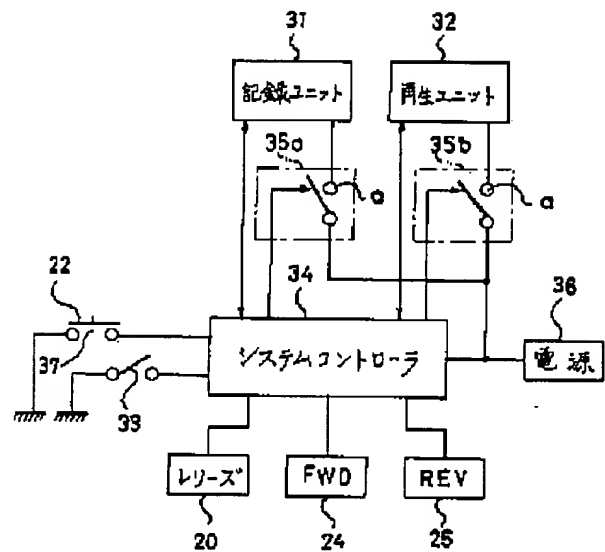 31
32
記録ユニット
再生ユニット
35a
35b
a
a
34
22
36
37
システムコントローラ
電源
33
レリーズ
FWD
REV
20
24
25